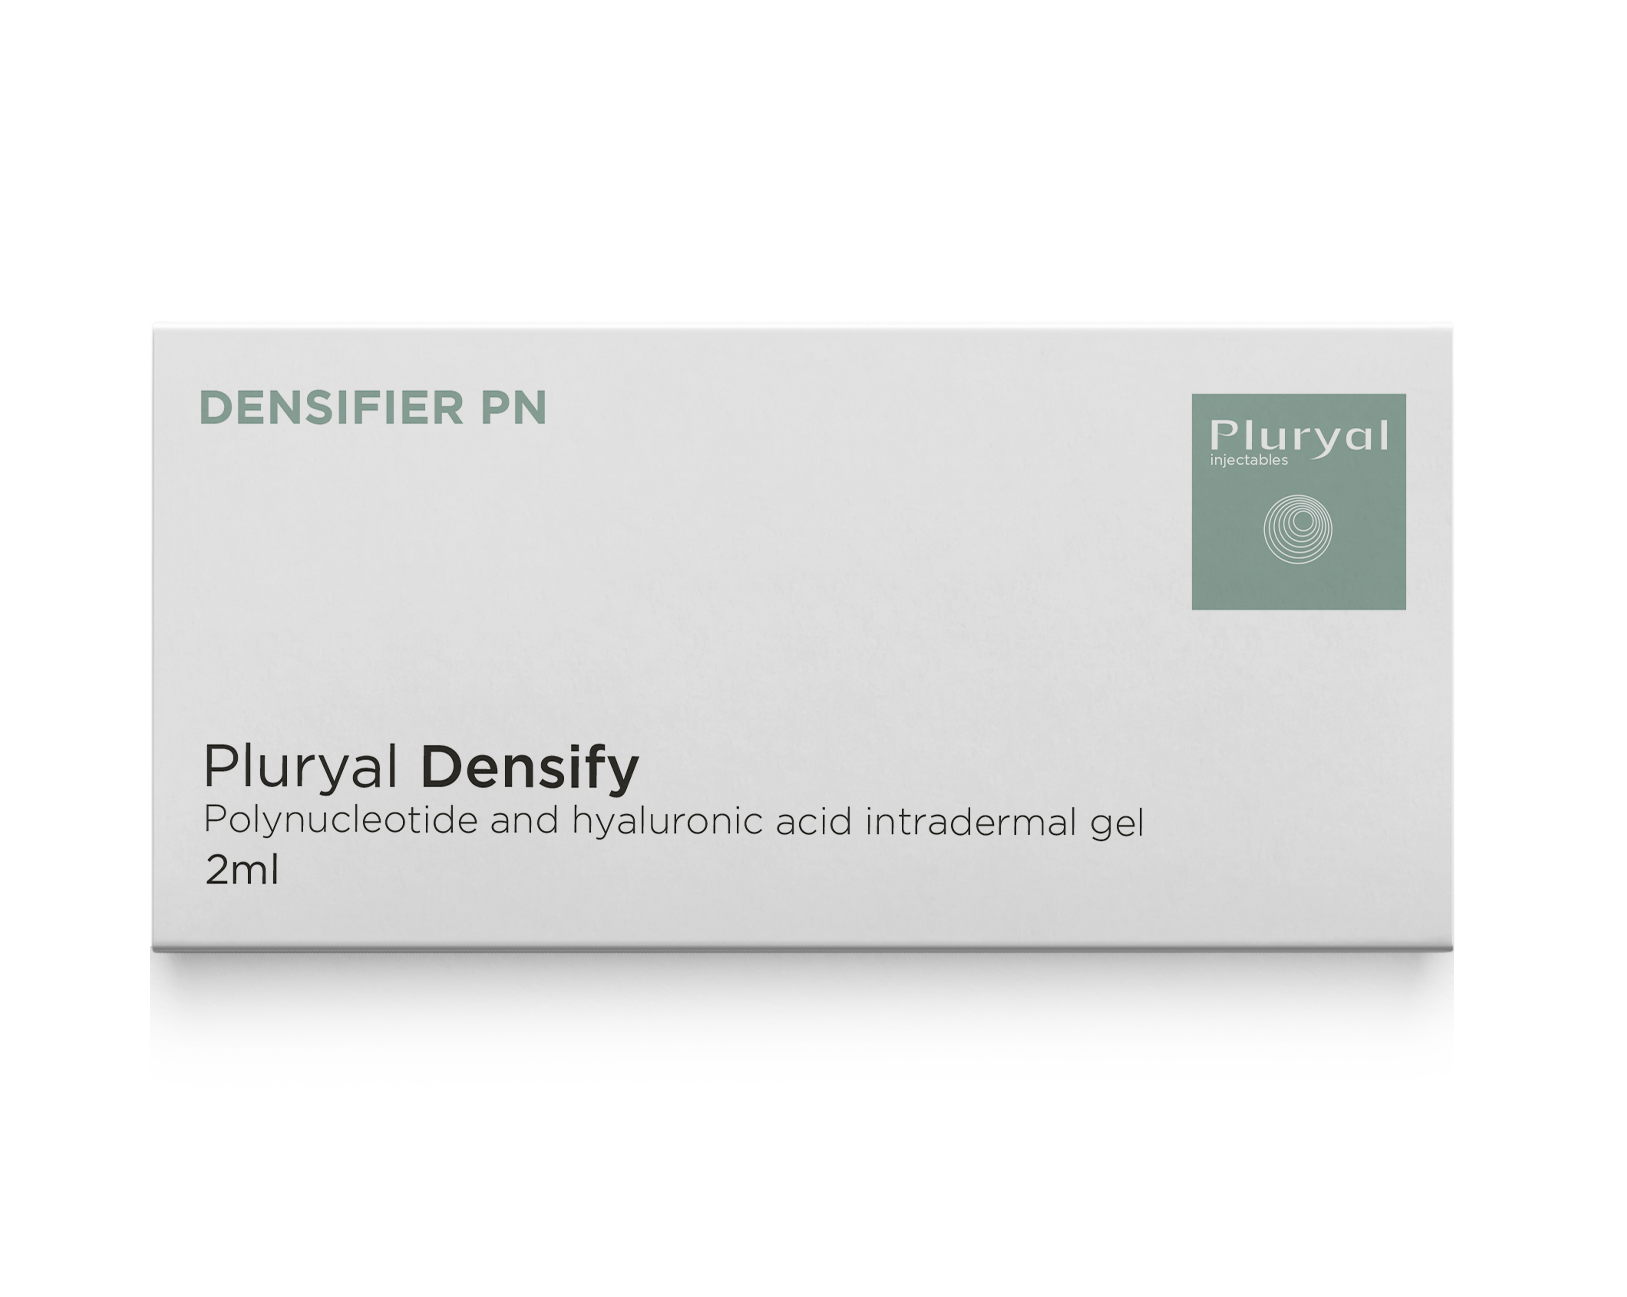 DENSIFIER PN
Pluryal
injectables
Pluryal Densify
Polynucleotide and hyaluronic acid intradermal gel
2ml